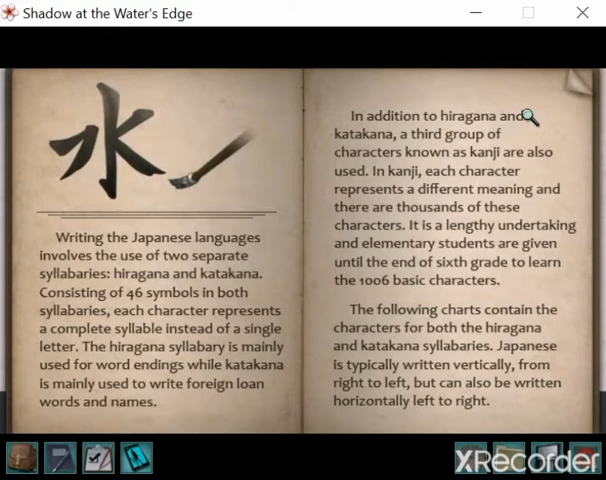 Shadow at the Water's Edge
水
Writing the Japanese languages
involves the use of two separate
syllabaries: hiragana and katakana.
Consisting of 46 symbols in both
syllabaries, each character represents
a complete syllable instead of a single
letter. The hiragana syllabary is mainly
used for word endings while katakana
is mainly used to write foreign loan
words and names.
In addition to hiragana and
katakana, a third group of
characters known as kanji are also
used. In kanji, each character
represents a different meaning and
there are thousands of these
characters. It is a lengthy undertaking
and elementary students are given
until the end of sixth grade to learn
the 1006 basic characters.
The following charts contain the
characters for both the hiragana
and katakana syllabaries. Japanese
is typically written vertically, from
right to left, but can also be written
horizontally left to right.
XRecorder